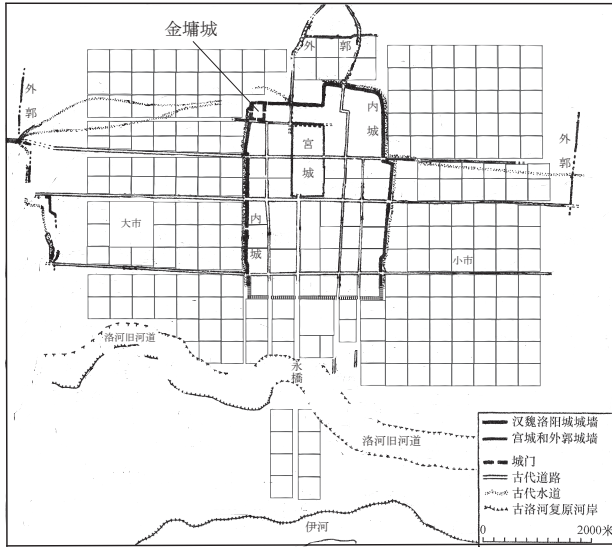 金墉城
外郭
外
郭
内
城
外
郭
宫
城
大市
内
城
小市
洛河旧河道
永
橋
洛河旧河道
伊河
汉魏洛阳城城墙
宫城和外郭城墙
城门
古代道路
古代水道
古洛河复原河岸
0 2000米